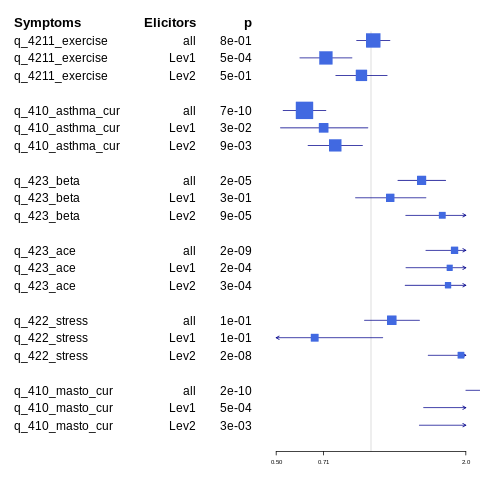 Symptoms Elicitors p
q_4211_exercise all 8e-01
q_4211_exercise Lev1 5e-04
q_4211_exercise Lev2 5e-01
q_410_asthma_cur all 7e-10
q_410_asthma_cur Lev1 3e-02
q_410_asthma_cur Lev2 9e-03
q_423_beta all 2e-05
q_423_beta Lev1 3e-01
q_423_beta Lev2 9e-05
q_423_ace all 2e-09
q_423_ace Lev1 2e-04
q_423_ace Lev2 3e-04
q_422_stress all 1e-01
q_422_stress Lev1 1e-01
q_422_stress Lev2 2e-08
q_410_masto_cur all 2e-10
q_410_masto_cur Lev1 5e-04
q_410_masto_cur Lev2 3e-03
0.50 0.71 2.0